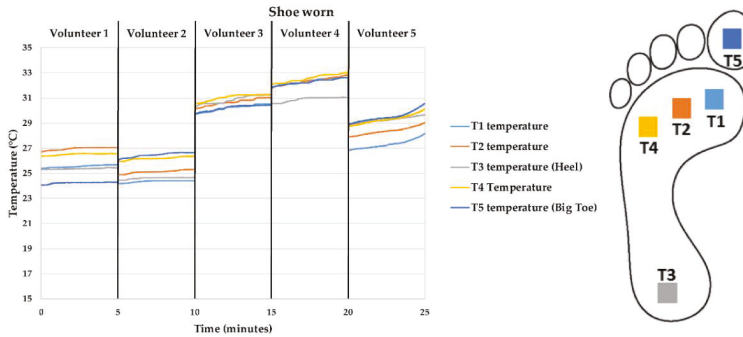 Shoe worn
Volunteer 1 Volunteer 2 Volunteer 3 Volunteer 4 Volunteer 5
35
33
31
29
27
25
23
21
19
17
15
Temperature (°C)
0 5 10 15 20 25
Time (minutes)
T1 temperature
T2 temperature
T3 temperature (Heel)
T4 Temperature
T5 temperature (Big Toe)
T5
T1
T2
T4
T3